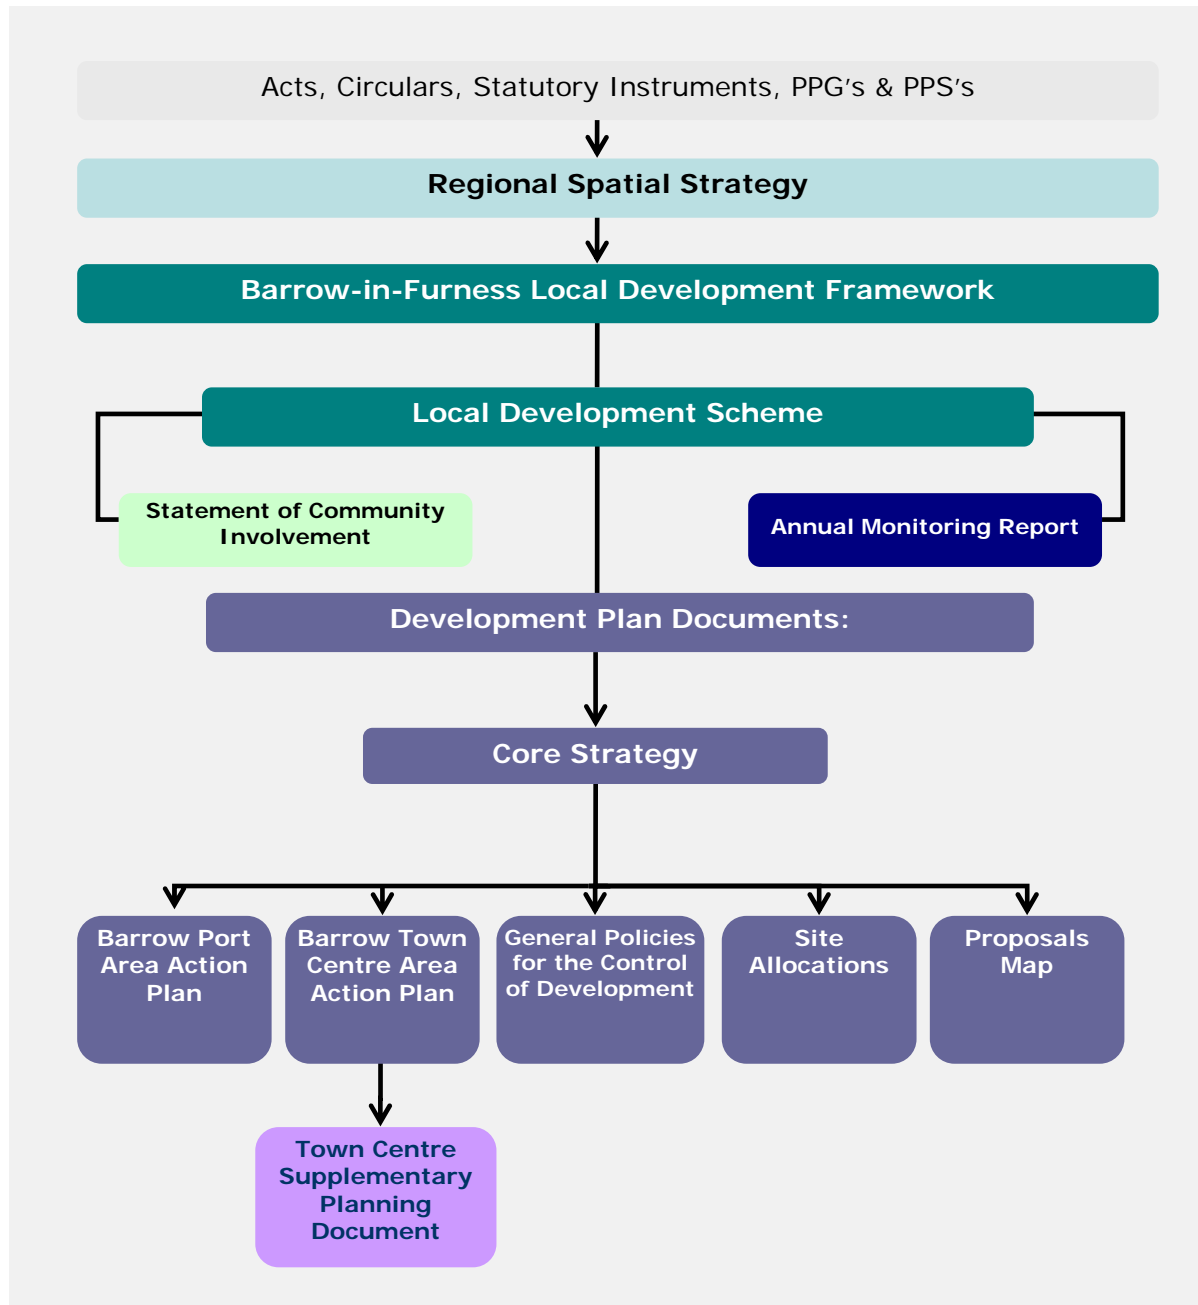 Acts, Circulars, Statutory Instruments, PPG's & PPS's
Regional Spatial Strategy
Barrow-in-Furness Local Development Framework
Local Development Scheme
Statement of Community
Involvement
Annual Monitoring Report
Development Plan Documents:
Core Strategy
Barrow Port
Area Action
Plan
Barrow Town
Centre Area
Action Plan
General Policies
for the Control
of Development
Site
Allocations
Proposals
Map
Town Centre
Supplementary
Planning
Document